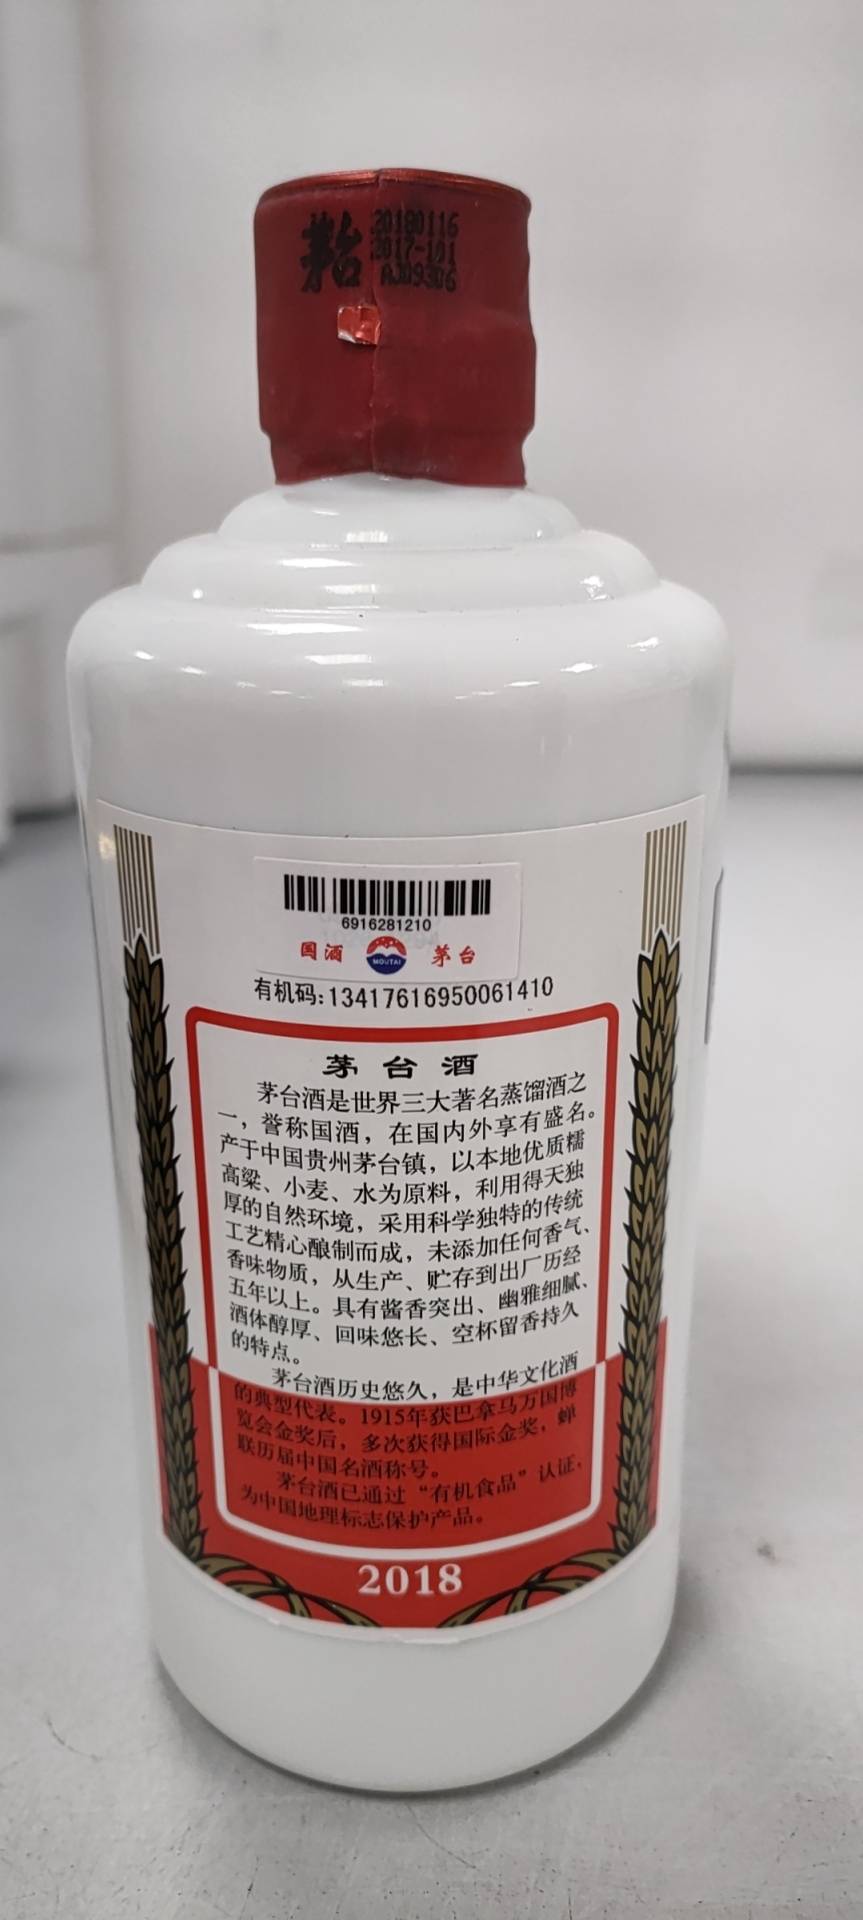 茅台
20180116
2017-101
AJ09306
6916281210
国酒 MOUTAI 茅台
有机码:13417616950061410
茅台酒
茅台酒是世界三大著名蒸馏酒之
一，誉称国酒，在国内外享有盛名。
产于中国贵州茅台镇，以本地优质糯
高粱、小麦、水为原料，利用得天独
厚的自然环境，采用科学独特的传统
工艺精心酿制而成，未添加任何香气、
香味物质，从生产、贮存到出厂历经
五年以上。具有酱香突出、幽雅细腻、
酒体醇厚、回味悠长、空杯留香持久
的特点。
茅台酒历史悠久，是中华文化酒
的典型代表。1915年获巴拿马万国博
览会金奖后，多次获得国际金奖，蝉
联历届中国名酒称号。
茅台酒已通过“有机食品”认证，
为中国地理标志保护产品。
2018